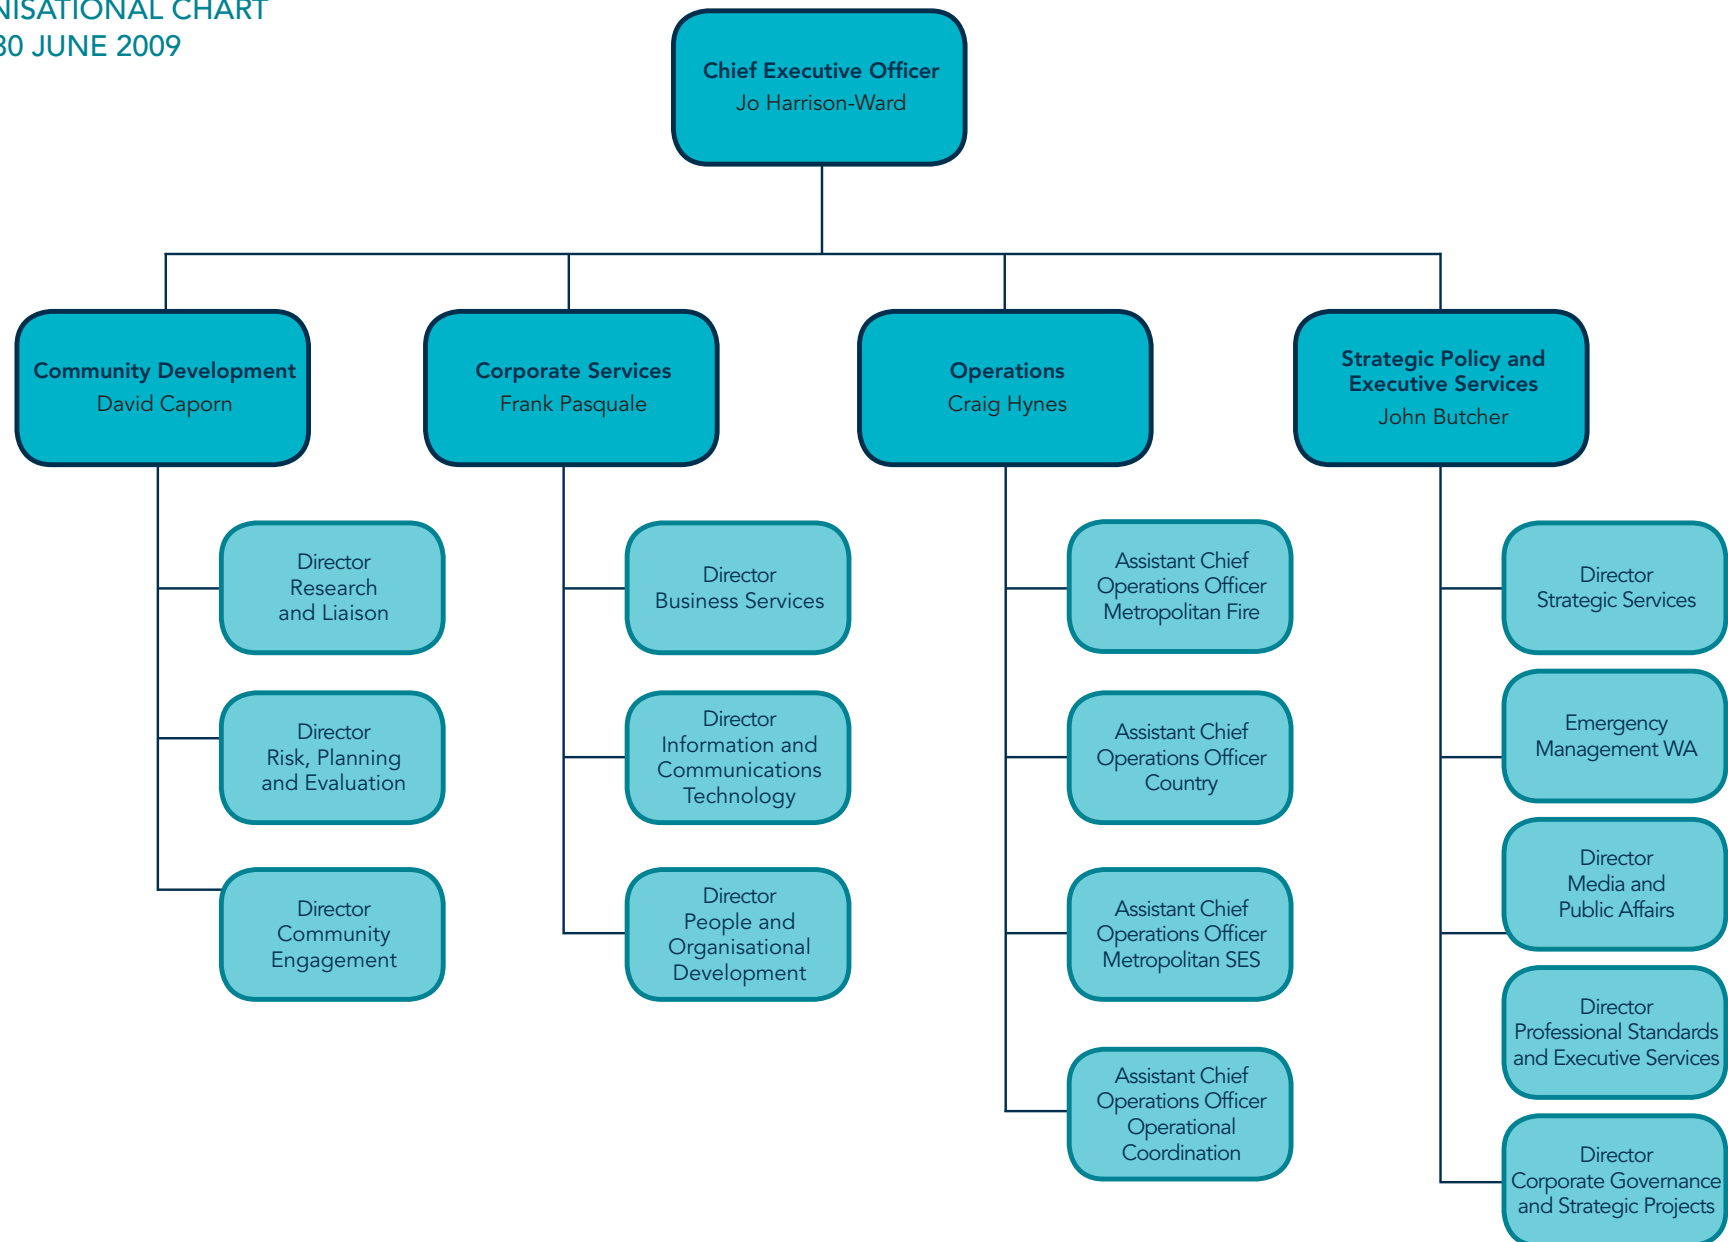 NISATIONAL CHART
30 JUNE 2009
Chief Executive Officer
Jo Harrison-Ward
Community Development
David Caporn
Corporate Services
Frank Pasquale
Operations
Craig Hynes
Strategic Policy and
Executive Services
John Butcher
Director
Research
and Liaison
Director
Risk, Planning
and Evaluation
Director
Community
Engagement
Director
Business Services
Director
Information and
Communications
Technology
Director
People and
Organisational
Development
Assistant Chief
Operations Officer
Metropolitan Fire
Assistant Chief
Operations Officer
Country
Assistant Chief
Operations Officer
Metropolitan SES
Assistant Chief
Operations Officer
Operational
Coordination
Director
Strategic Services
Emergency
Management WA
Director
Media and
Public Affairs
Director
Professional Standards
and Executive Services
Director
Corporate Governance
and Strategic Projects